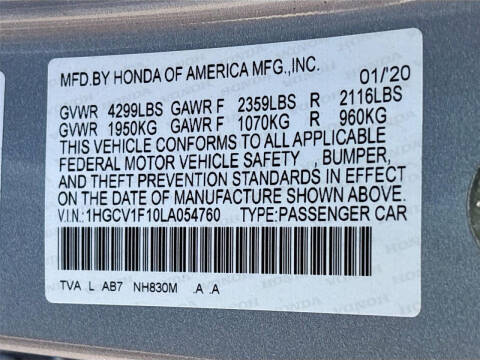 MFD.BY HONDA OF AMERICA MFG.,INC. 01/'20
GVWR 4299LBS GAWR F 2359LBS R 2116LBS
GVWR 1950KG GAWR F 1070KG R 960KG
THIS VEHICLE CONFORMS TO ALL APPLICABLE
FEDERAL MOTOR VEHICLE SAFETY , BUMPER,
AND THEFT PREVENTION STANDARDS IN EFFECT
ON THE DATE OF MANUFACTURE SHOWN ABOVE.
V.I.N.: 1HGCV1F10LA054760 TYPE:PASSENGER CAR
TVA L AB7 NH830M .A .A